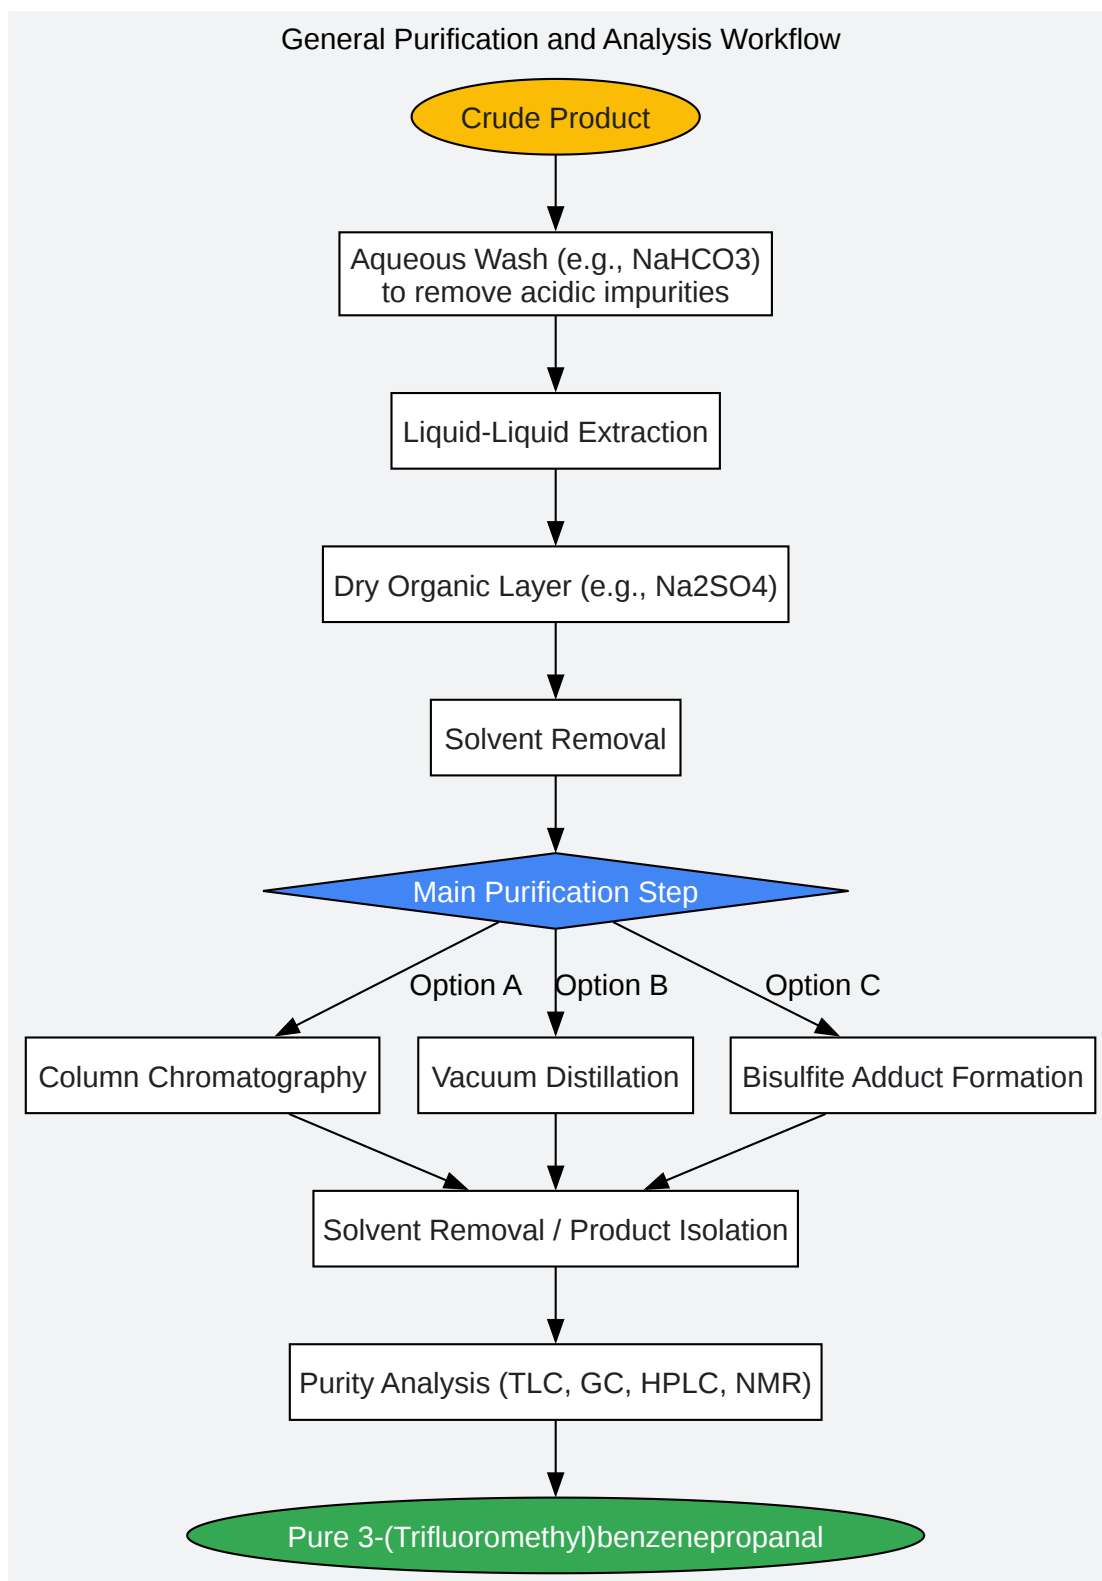 General Purification and Analysis Workflow
Crude Product
Aqueous Wash (e.g., NaHCO3)
to remove acidic impurities
Liquid-Liquid Extraction
Dry Organic Layer (e.g., Na2SO4)
Solvent Removal
Main Purification Step
Option A
Option B
Option C
Column Chromatography
Vacuum Distillation
Bisulfite Adduct Formation
Solvent Removal / Product Isolation
Purity Analysis (TLC, GC, HPLC, NMR)
Pure 3-(Trifluoromethyl)benzenepropanal